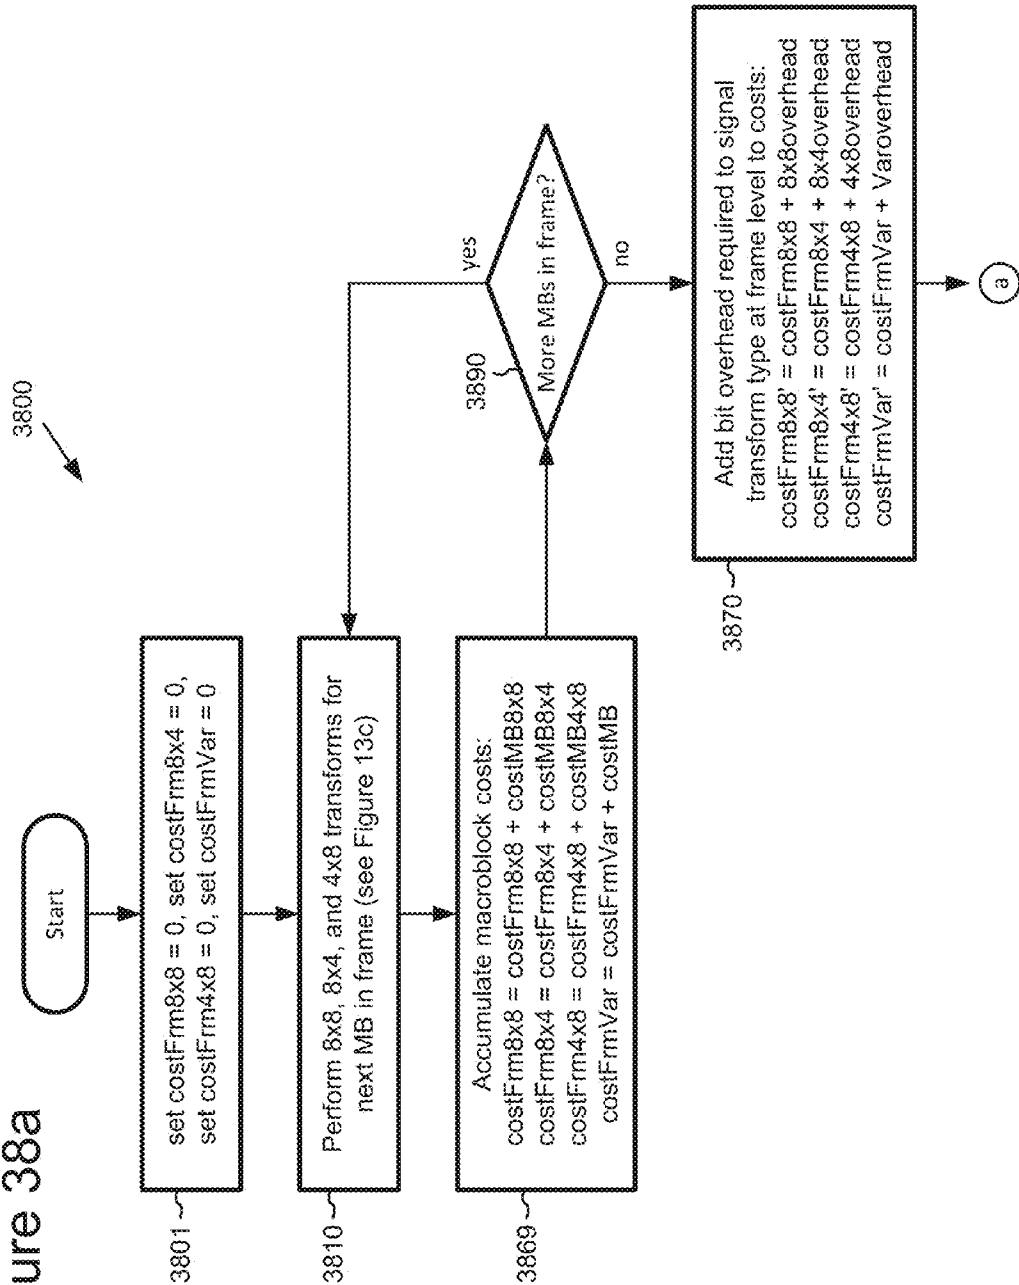 ure 38a
3800
Start
3801
set costFrm8x8 = 0, set costFrm8x4 = 0,
set costFrm4x8 = 0, set costFrmVar = 0
3810
Perform 8x8, 8x4, and 4x8 transforms for
next MB in frame (see Figure 13c)
3869
Accumulate macroblock costs:
costFrm8x8 = costFrm8x8 + costMB8x8
costFrm8x4 = costFrm8x4 + costMB8x4
costFrm4x8 = costFrm4x8 + costMB4x8
costFrmVar = costFrmVar + costMB
3890
More MBs in frame?
yes
no
3870
Add bit overhead required to signal
transform type at frame level to costs:
costFrm8x8' = costFrm8x8 + 8x8overhead
costFrm8x4' = costFrm8x4 + 8x4overhead
costFrm4x8' = costFrm4x8 + 4x8overhead
costFrmVar' = costFrmVar + Varoverhead
a